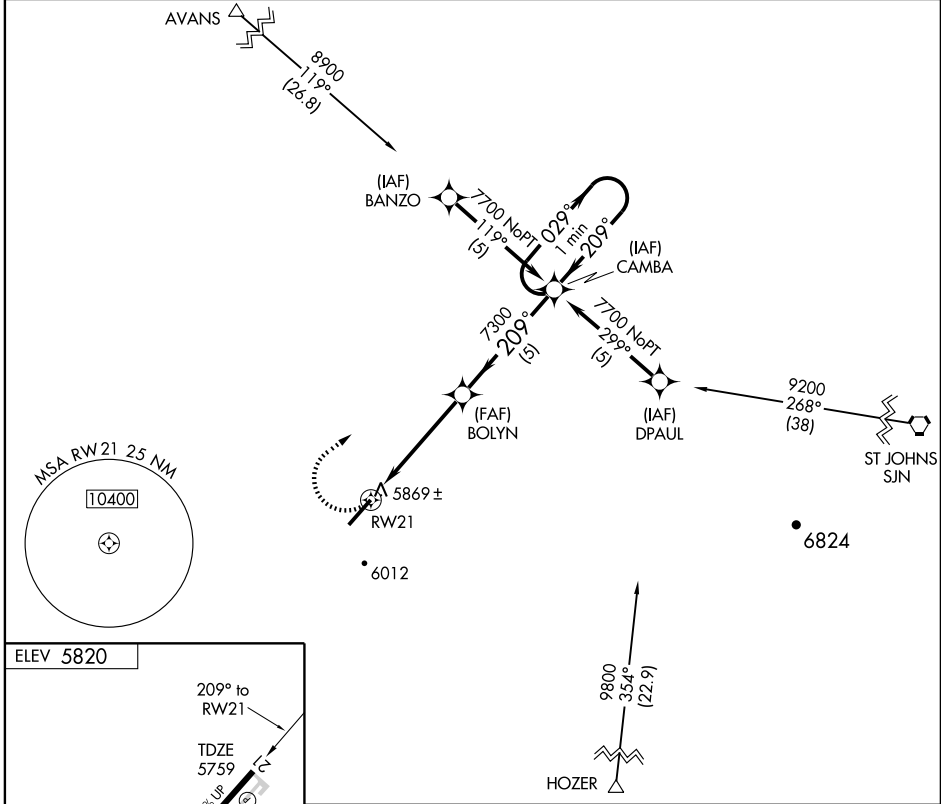 AVANS
8900
119°
(26.8)
(IAF)
BANZO
7700 NoPT
119°
(5)
029°
1 min
209°
(IAF)
CAMBA
7300
209°
(5)
7700 NoPT
299°
(5)
(FAF)
BOLYN
(IAF)
DPAUL
9200
268°
(38)
ST JOHNS
SJN
MSA RW21 25 NM
10400
5869 ±
RW21
6012
6824
ELEV 5820
209° to
RW21
TDZE
5759
21
UP
9800
354°
(22.9)
HOZER